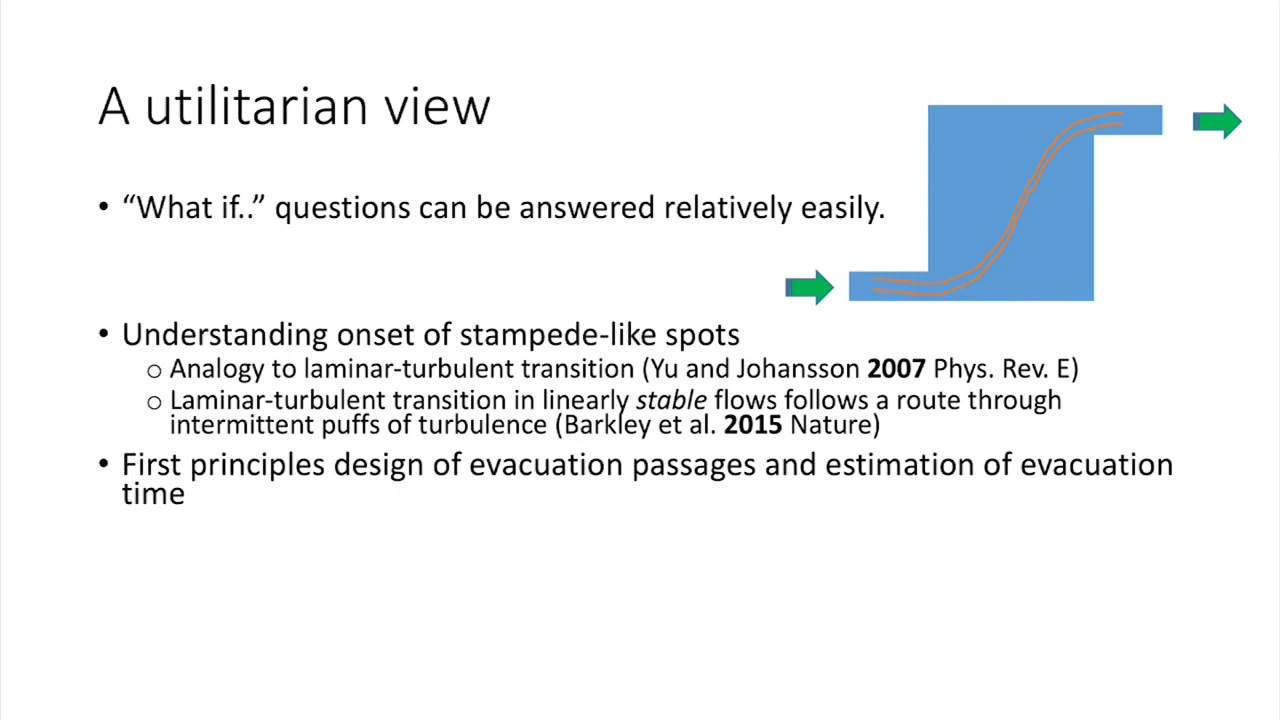 A utilitarian view
• “What if..” questions can be answered relatively easily.
• Understanding onset of stampede-like spots
o Analogy to laminar-turbulent transition (Yu and Johansson 2007 Phys. Rev. E)
o Laminar-turbulent transition in linearly stable flows follows a route through
intermittent puffs of turbulence (Barkley et al. 2015 Nature)
• First principles design of evacuation passages and estimation of evacuation
time